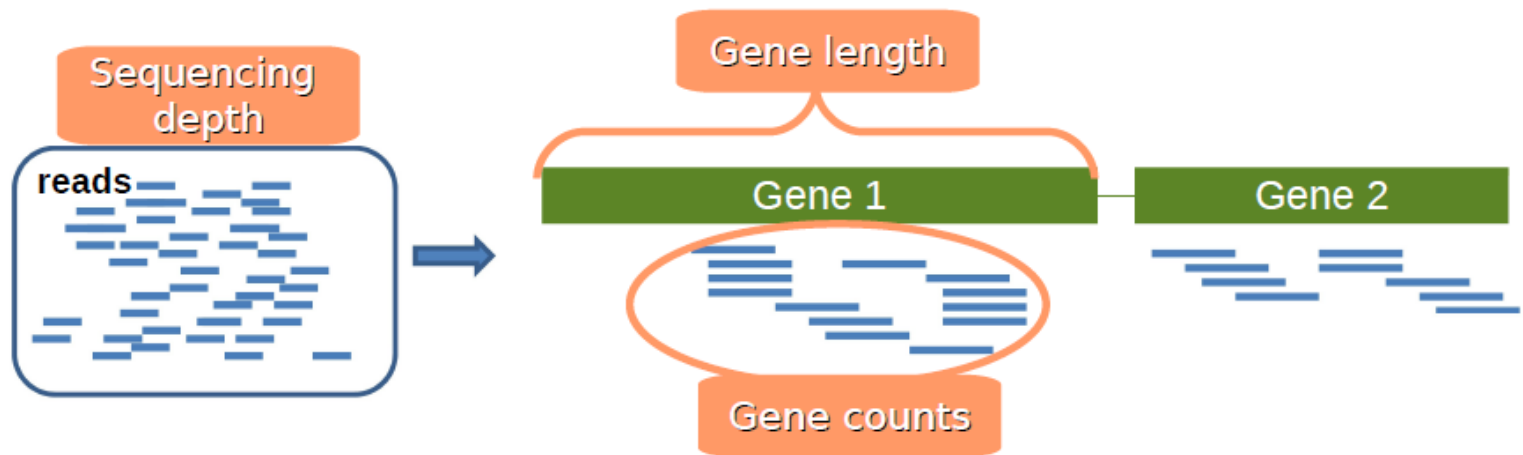 Sequencing
depth
reads
Gene length
Gene 1
Gene 2
Gene counts